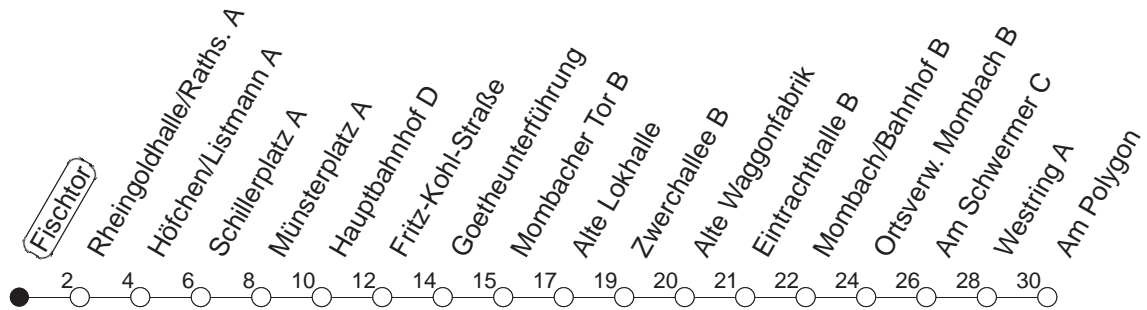 Fischtor
Rheingoldhalle/Raths. A
Höfchen/Listmann A
Schillerplatz A
Münsterplatz A
Hauptbahnhof D
Fritz-Kohl-Straße
Goetheunterführung
Mombacher Tor B
Alte Lokhalle
Zwerchallee B
Alte Waggonfabrik
Eintrachthalle B
Mombach/Bahnhof B
Ortsverw. Mombach B
Am Schwermer C
Westring A
Am Polygon
2 4 6 8 10 12 14 15 17 19 20 21 22 24 26 28 30